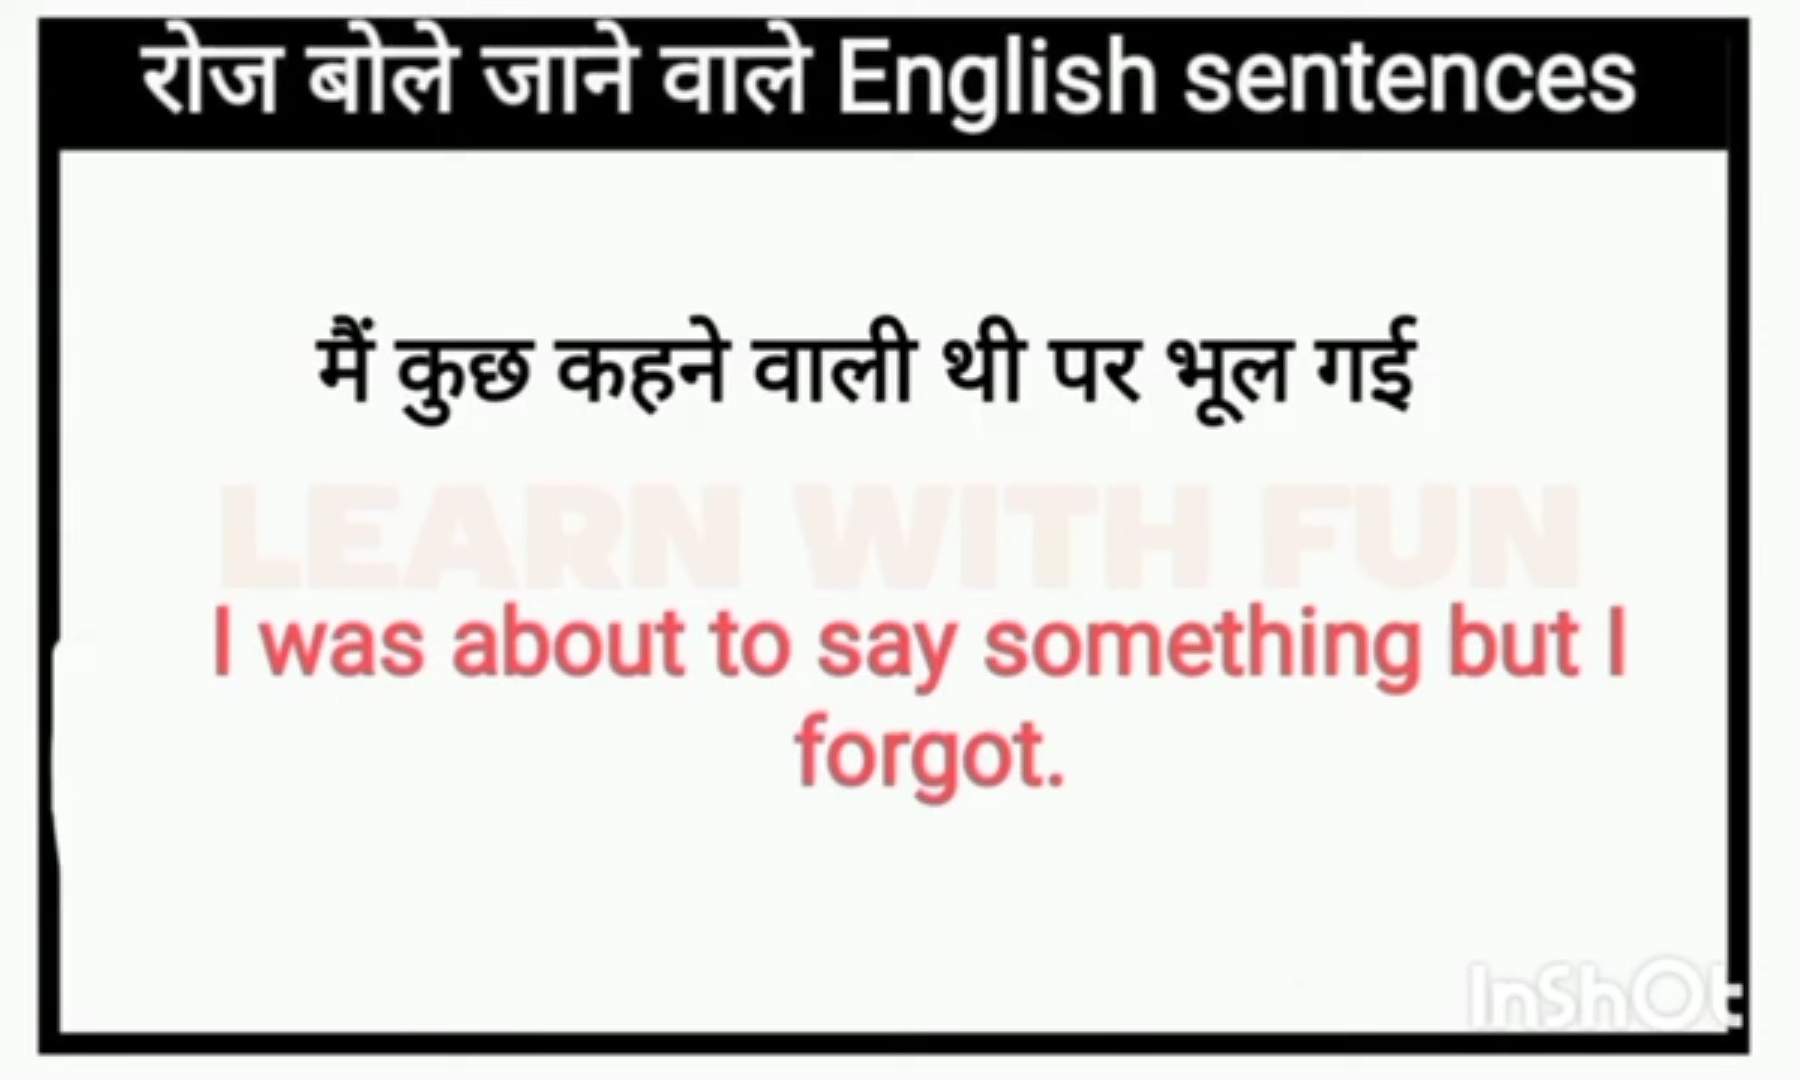 रोज बोले जाने वाले English sentences
मैं कुछ कहने वाली थी पर भूल गई
LEARN WITH FUN
I was about to say something but I
forgot.
InShOt